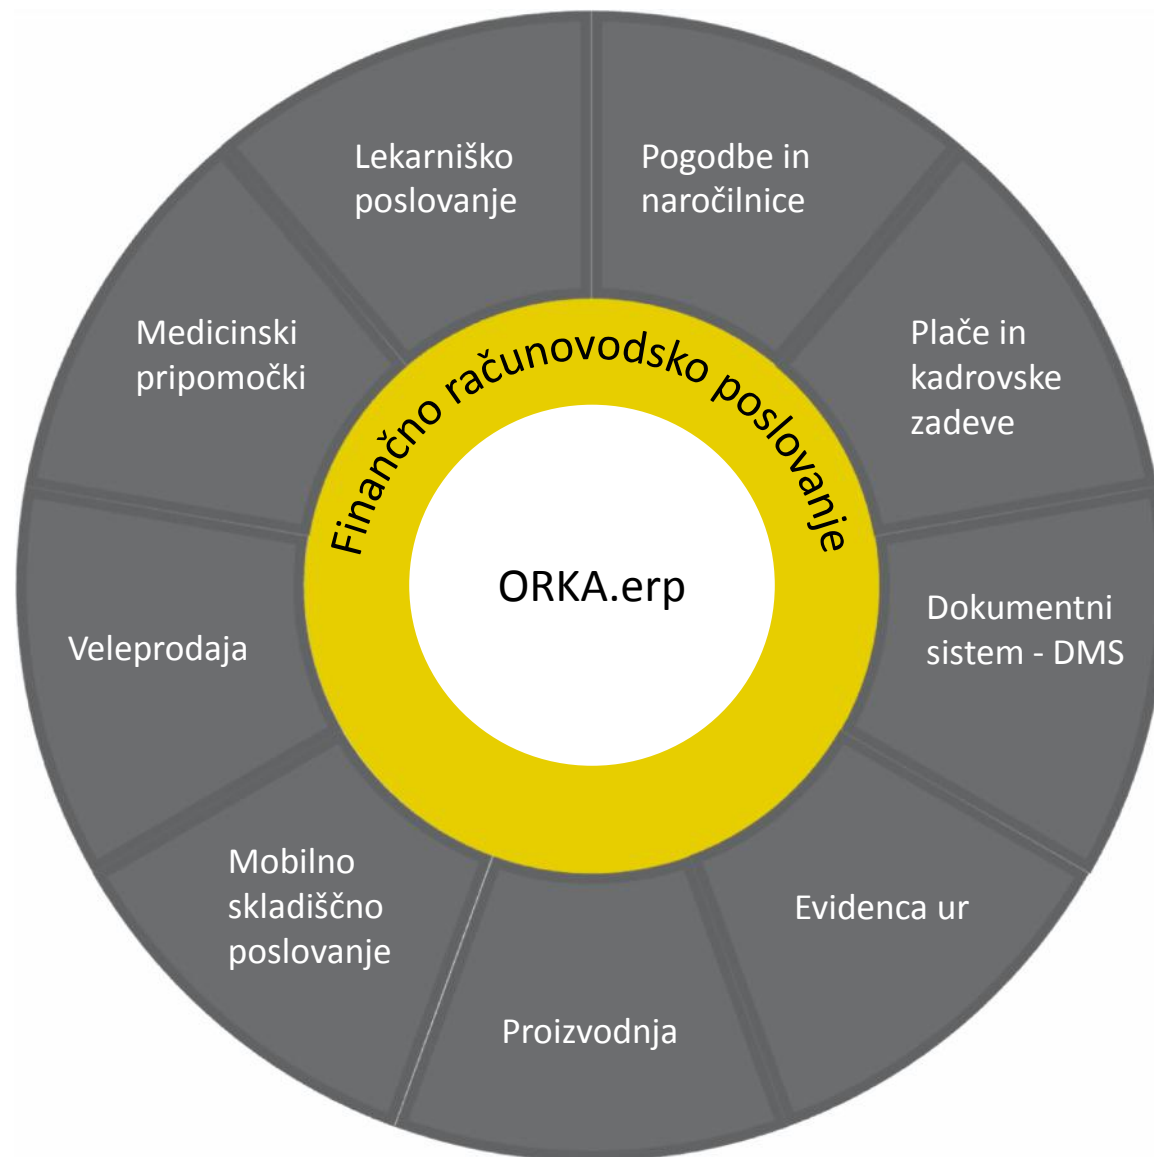 Lekarniško
poslovanje
Pogodbe in
naročilnice
Medicinski
pripomočki
Plače in
kadrovske
zadeve
Finančno računovodsko poslovanje
ORKA.erp
Veleprodaja
Dokumentni
sistem - DMS
Mobilno
skladiščno
poslovanje
Evidenca ur
Proizvodnja